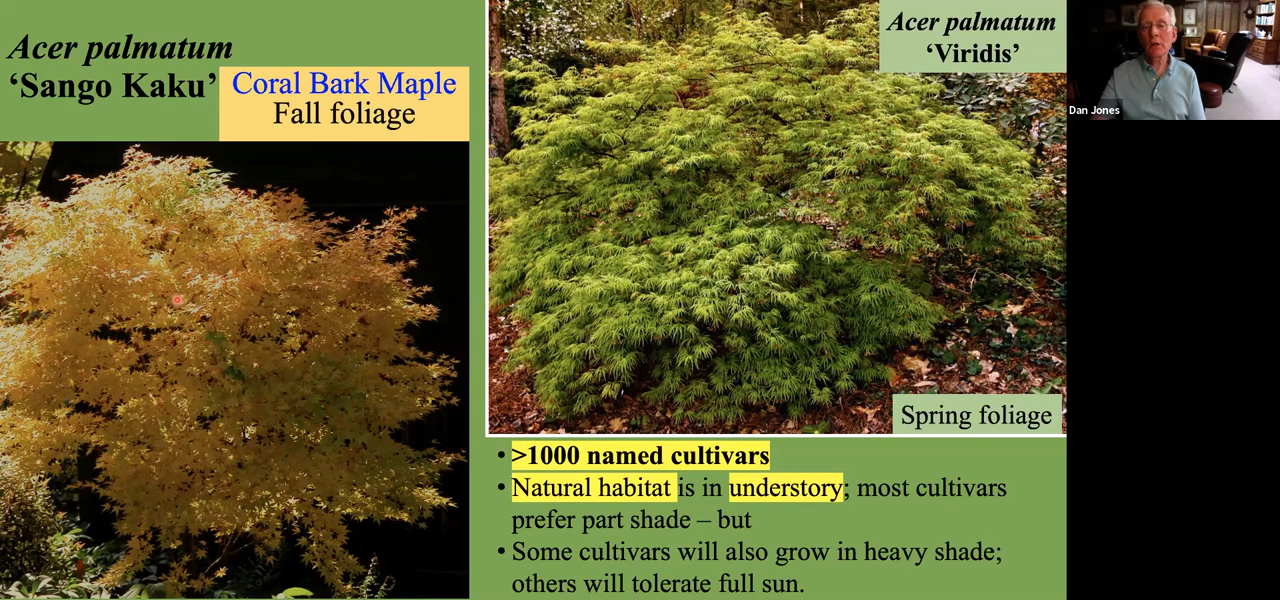 Acer palmatum
‘Sango Kaku’
Coral Bark Maple
Fall foliage
Acer palmatum
‘Viridis’
Spring foliage
• >1000 named cultivars
• Natural habitat is in understory; most cultivars
prefer part shade – but
• Some cultivars will also grow in heavy shade;
others will tolerate full sun.
Dan Jones